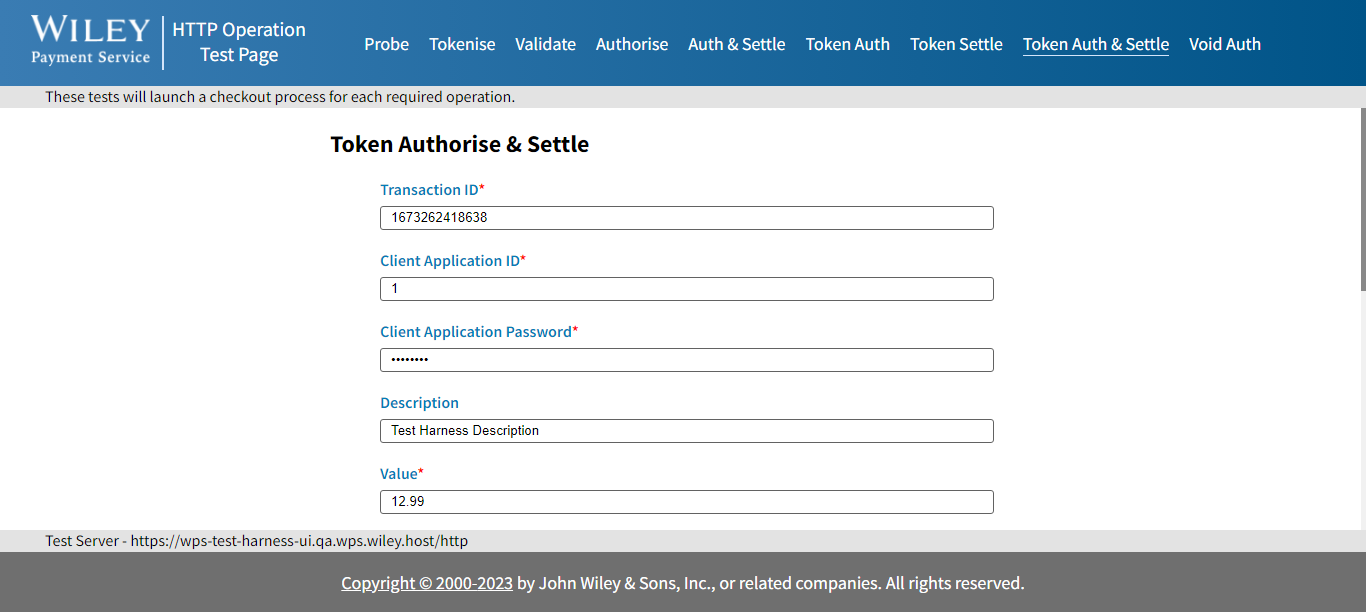 WILEY
Payment Service
HTTP Operation
Test Page
Probe Tokenise Validate Authorise Auth & Settle Token Auth Token Settle Token Auth & Settle Void Auth
These tests will launch a checkout process for each required operation.
Token Authorise & Settle
Transaction ID*
1673262418638
Client Application ID*
1
Client Application Password*
••••••••
Description
Test Harness Description
Value*
12.99
Test Server - https://wps-test-harness-ui.qa.wps.wiley.host/http
Copyright © 2000-2023 by John Wiley & Sons, Inc., or related companies. All rights reserved.